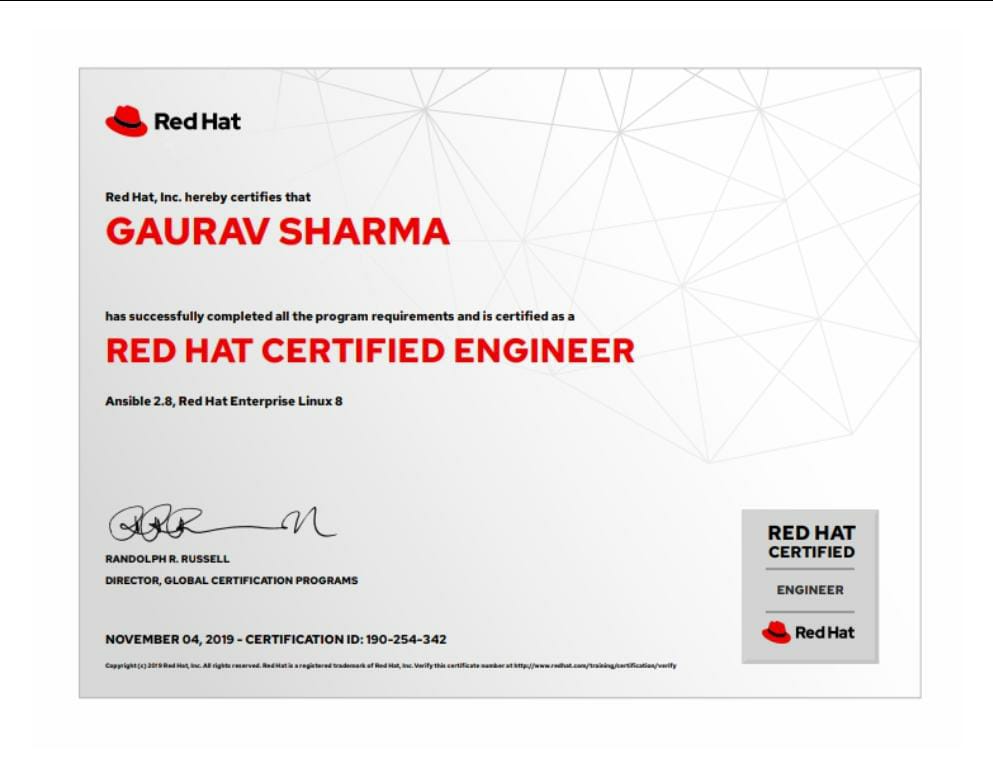 Red Hat
Red Hat, Inc. hereby certifies that
GAURAV SHARMA
has successfully completed all the program requirements and is certified as a
RED HAT CERTIFIED ENGINEER
Ansible 2.8, Red Hat Enterprise Linux 8
RANDOLPH R. RUSSELL
DIRECTOR, GLOBAL CERTIFICATION PROGRAMS
NOVEMBER 04, 2019 - CERTIFICATION ID: 190-254-342
Copyright (c) 2019 Red Hat, Inc. All rights reserved. Red Hat is a registered trademark of Red Hat, Inc. Verify this certificate number at http://www.redhat.com/training/certification/verify
RED HAT
CERTIFIED
ENGINEER
Red Hat